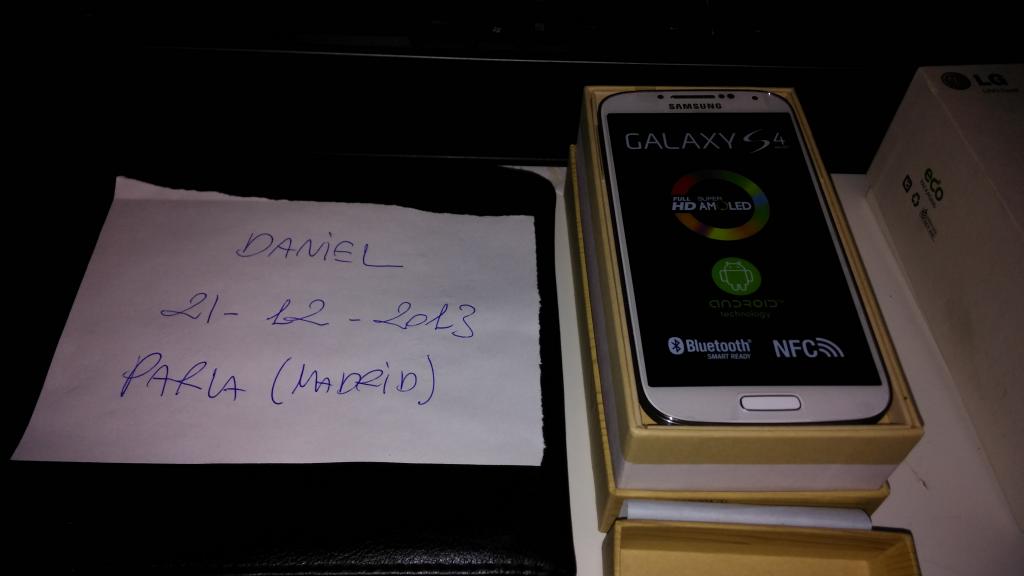 DANIEL
21-12-2013
PARLA (MADRID)
SAMSUNG
GALAXY S4
FULL HD SUPER AMOLED
ANDROID
technology
Bluetooth
SMART READY
NFC
LG
eco